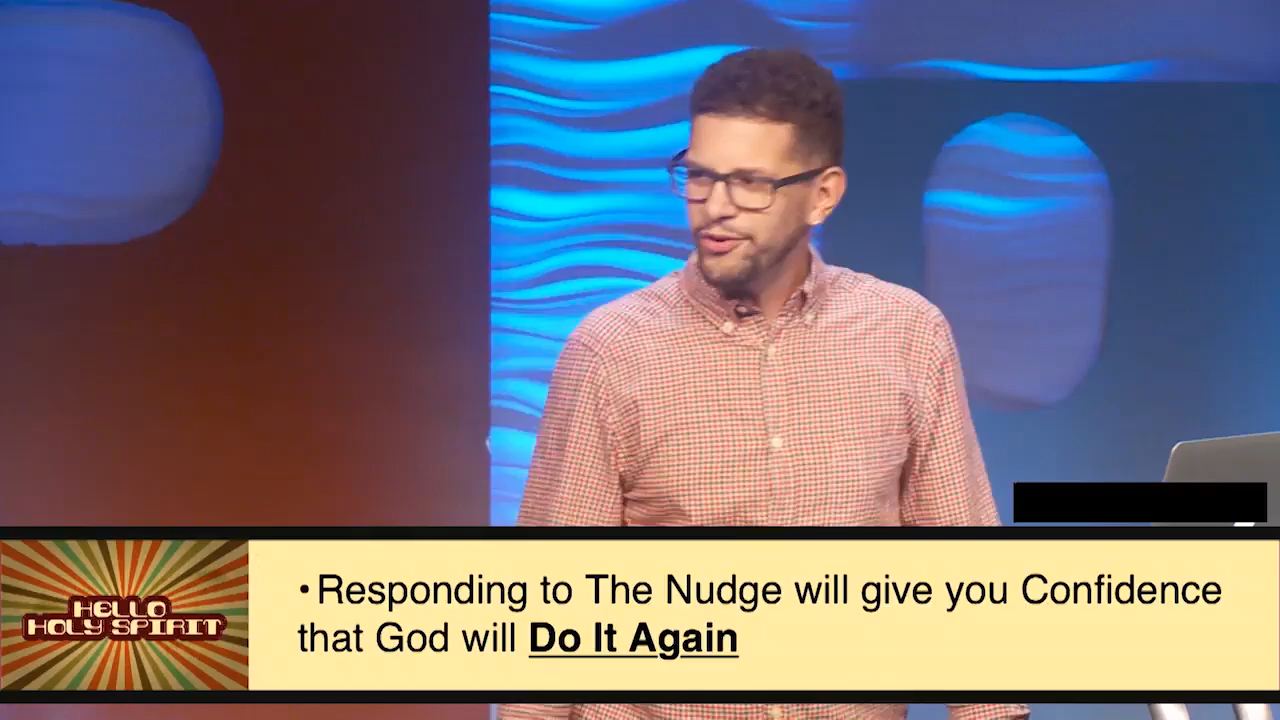 HELLO
HOLY SPIRIT
•Responding to The Nudge will give you Confidence
that God will Do It Again